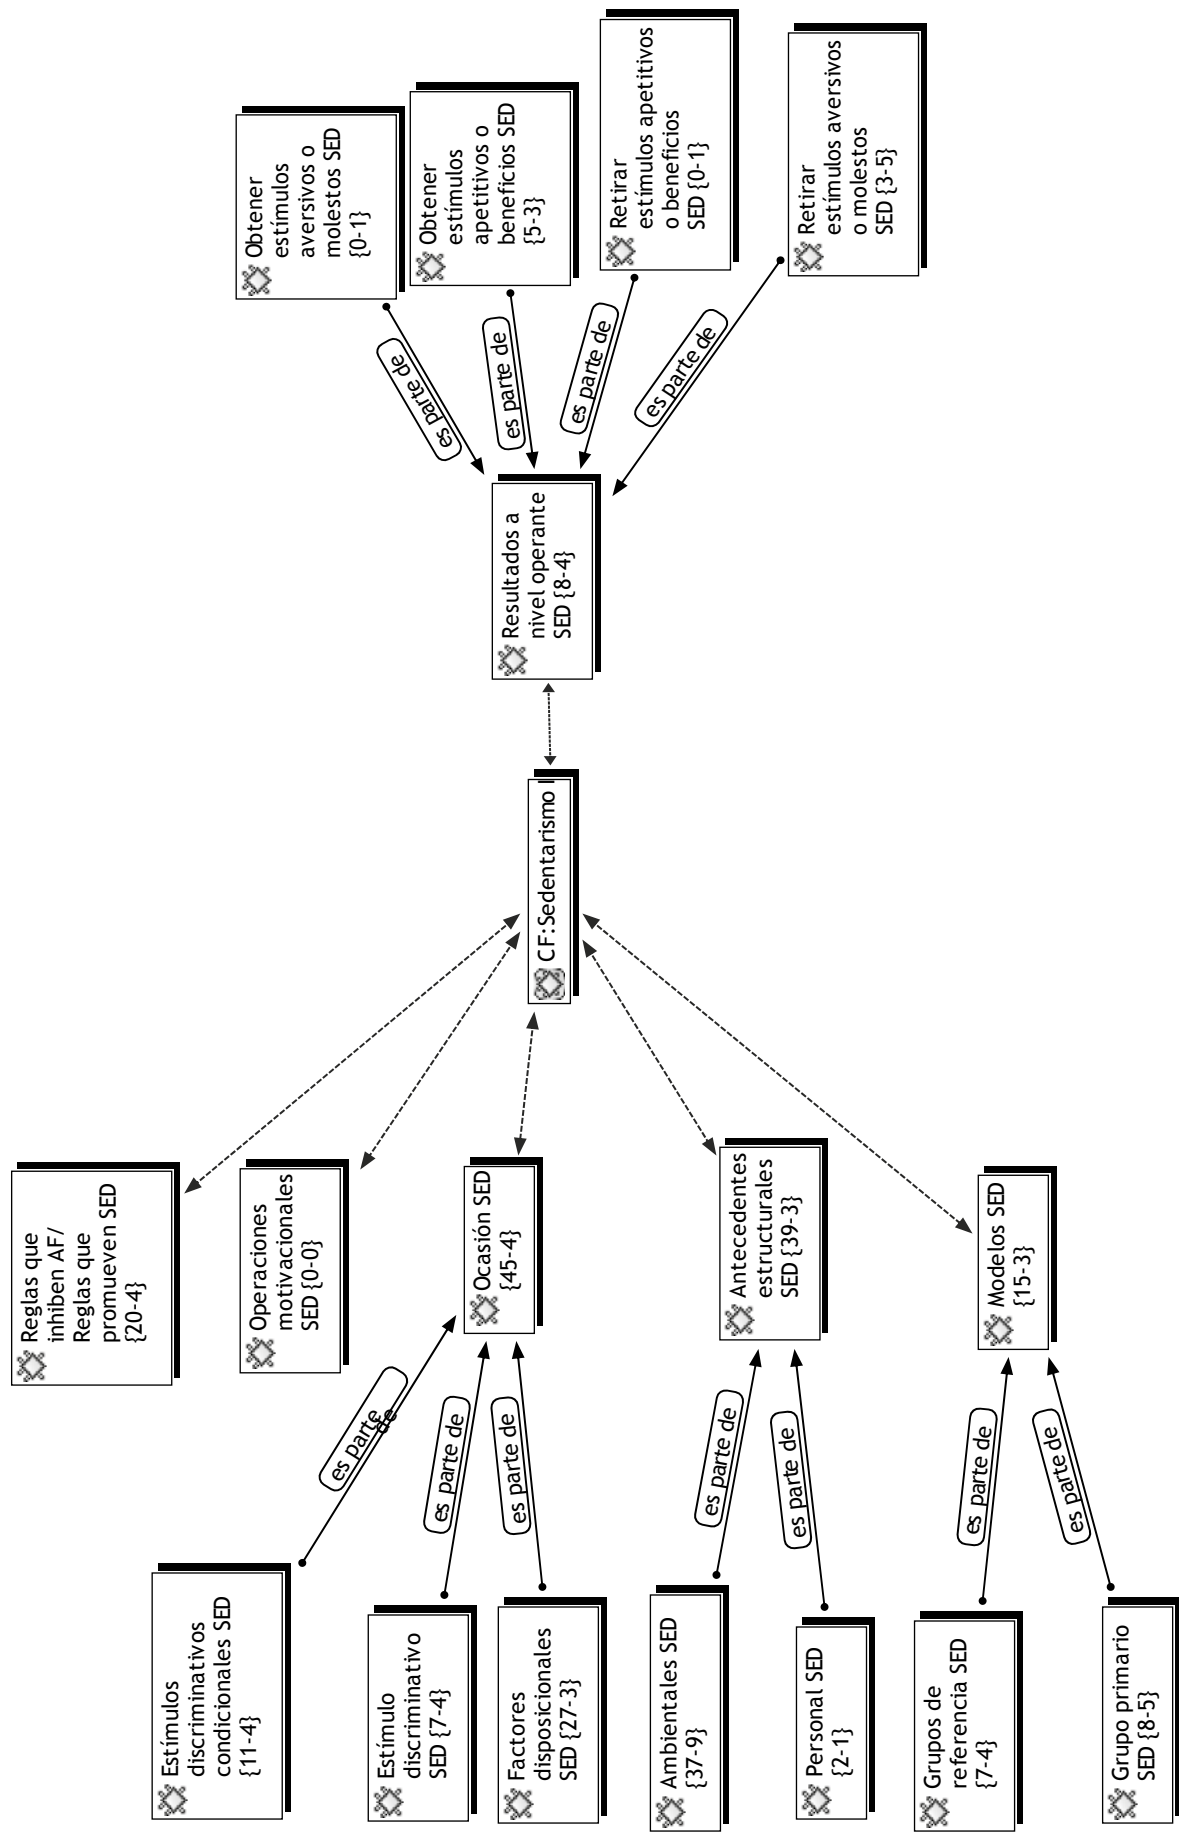 Reglas que
inhiben AF/
Reglas que
promueven SED
{20-4}
Operaciones
motivacionales
SED {0-0}
Ocasión SED
{45-4}
Antecedentes
estructurales
SED {39-3}
Modelos SED
{15-3}
Estímulos
discriminativos
condicionales SED
{11-4}
es parte
de
Estímulo
discriminativo
SED {7-4}
es parte de
Factores
disposicionales
SED {27-3}
es parte de
Ambientales SED
{37-9}
es parte de
Personal SED
{2-1}
es parte de
Grupos de
referencia SED
{7-4}
es parte de
Grupo primario
SED {8-5}
es parte de
CF:Sedentarismo
Resultados a
nivel operante
SED {8-4}
es parte de
es parte de
es parte de
es parte de
Obtener
estímulos
aversivos o
molestos SED
{0-1}
Obtener
estímulos
apetitivos o
beneficios SED
{5-3}
Retirar
estímulos apetitivos
o beneficios
SED {0-1}
Retirar
estímulos aversivos
o molestos
SED {3-5}